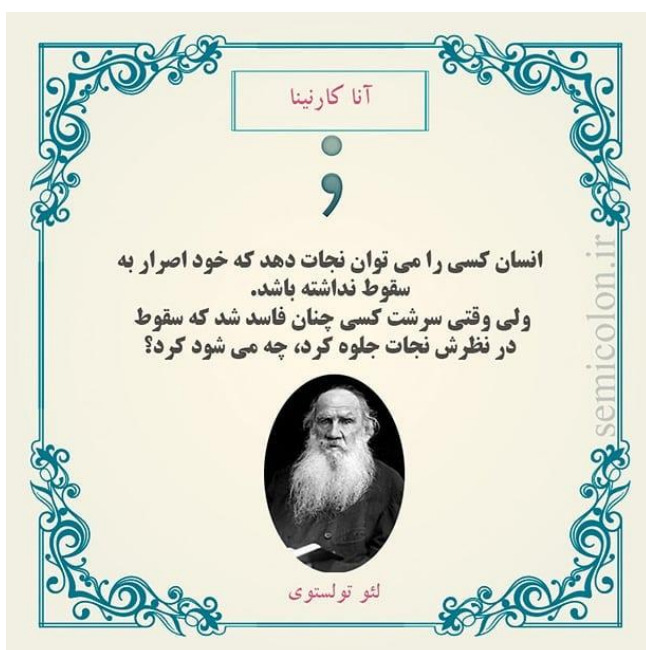 آنا کارنینا
؛
انسان کسی را می توان نجات دهد که خود اصرار به
سقوط نداشته باشد.
ولی وقتی سرشت کسی چنان فاسد شد که سقوط
در نظرش نجات جلوه کرد، چه می شود کرد؟
لئو تولستوی
semicolon.ir